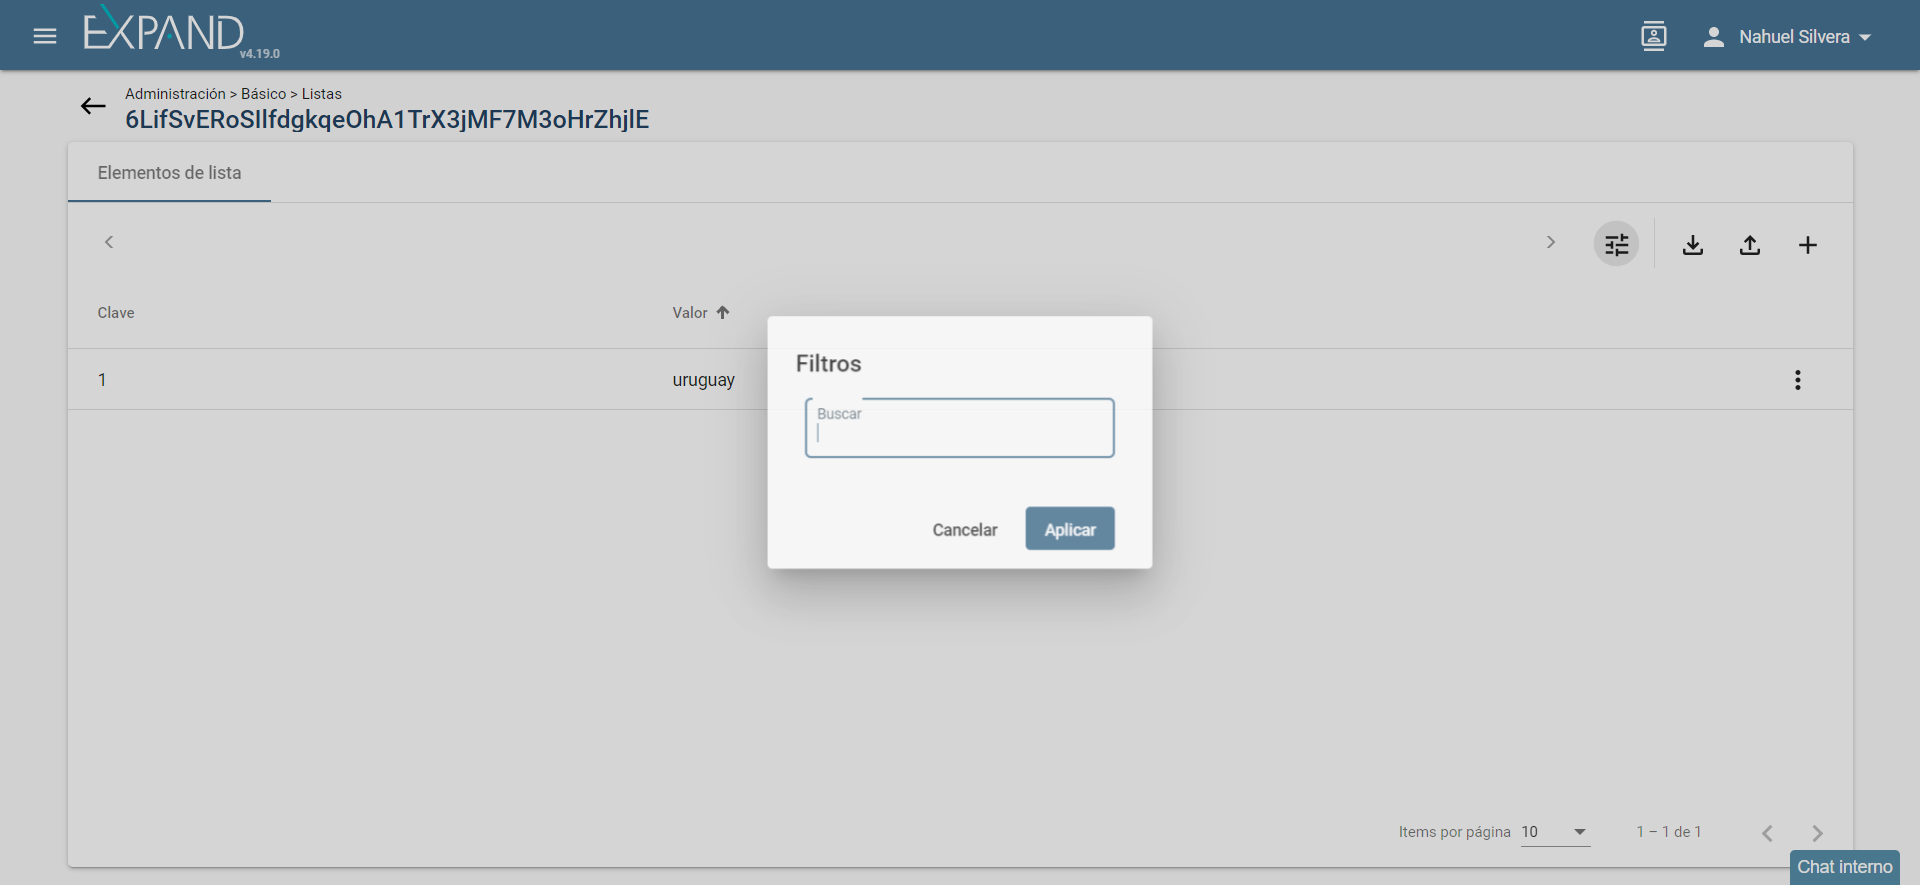 EXPAND
v4.19.0
Nahuel Silvera
Administración > Básico > Listas
6LifSvERoSIlfdgkqeOhA1TrX3jMF7M3oHrZhjlE
Elementos de lista
Clave
Valor
1
uruguay
Filtros
Buscar
Cancelar
Aplicar
Items por página
10
1 – 1 de 1
Chat interno